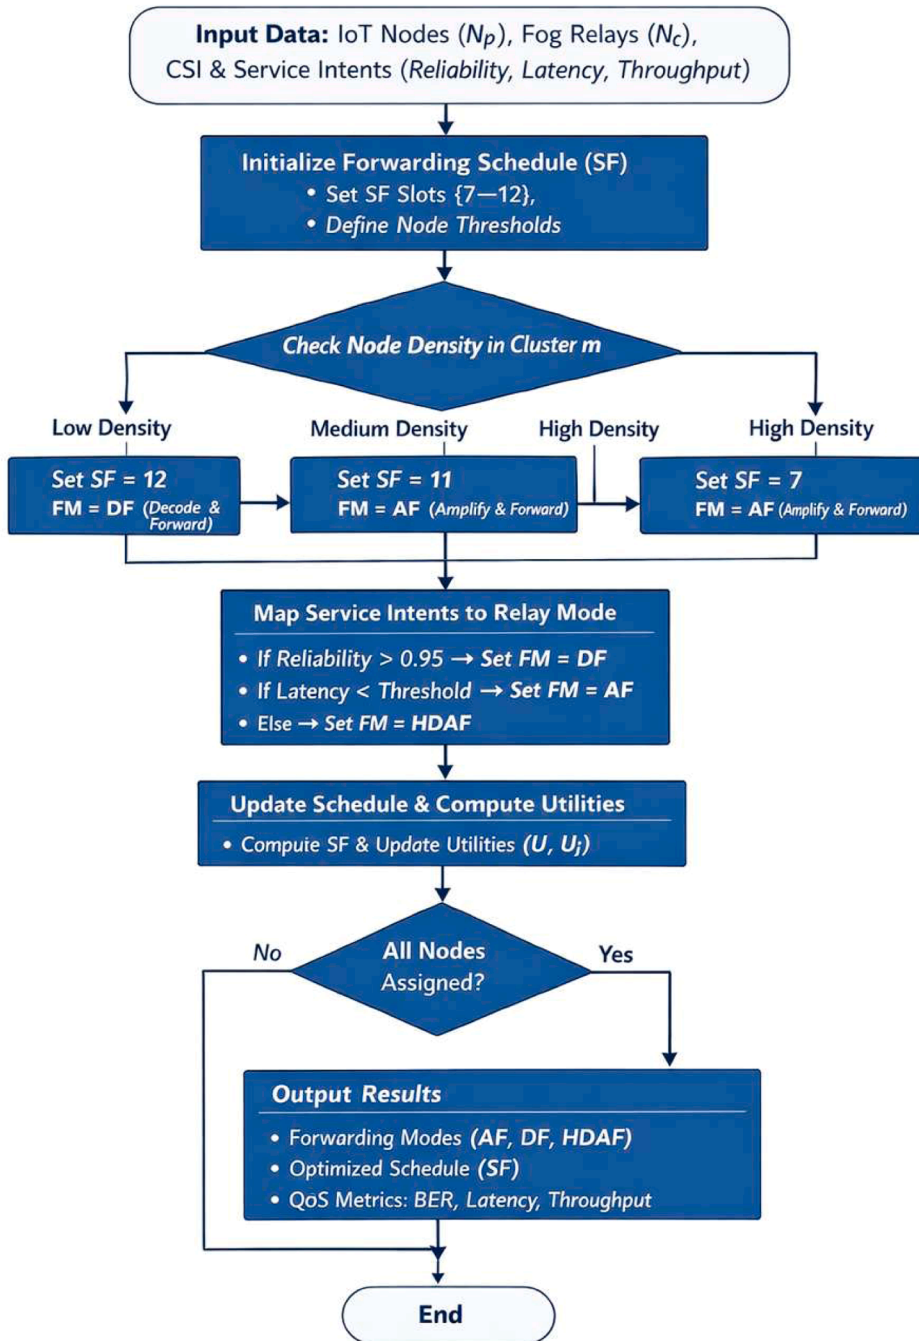 Input Data: IoT Nodes (Np), Fog Relays (Nc),
CSI & Service Intents (Reliability, Latency, Throughput)
Initialize Forwarding Schedule (SF)
• Set SF Slots {7—12},
• Define Node Thresholds
Check Node Density in Cluster m
Low Density
Medium Density
High Density
High Density
Set SF = 12
FM = DF (Decode &
Forward)
Set SF = 11
FM = AF (Amplify & Forward)
Set SF = 7
FM = AF (Amplify & Forward)
Map Service Intents to Relay Mode
• If Reliability > 0.95 → Set FM = DF
• If Latency < Threshold → Set FM = AF
• Else → Set FM = HDAF
Update Schedule & Compute Utilities
• Compuie SF & Update Utilities (U, Uj)
All Nodes
Assigned?
No
Yes
Output Results
• Forwarding Modes (AF, DF, HDAF)
• Optimized Schedule (SF)
• QoS Metrics: BER, Latency, Throughput
End